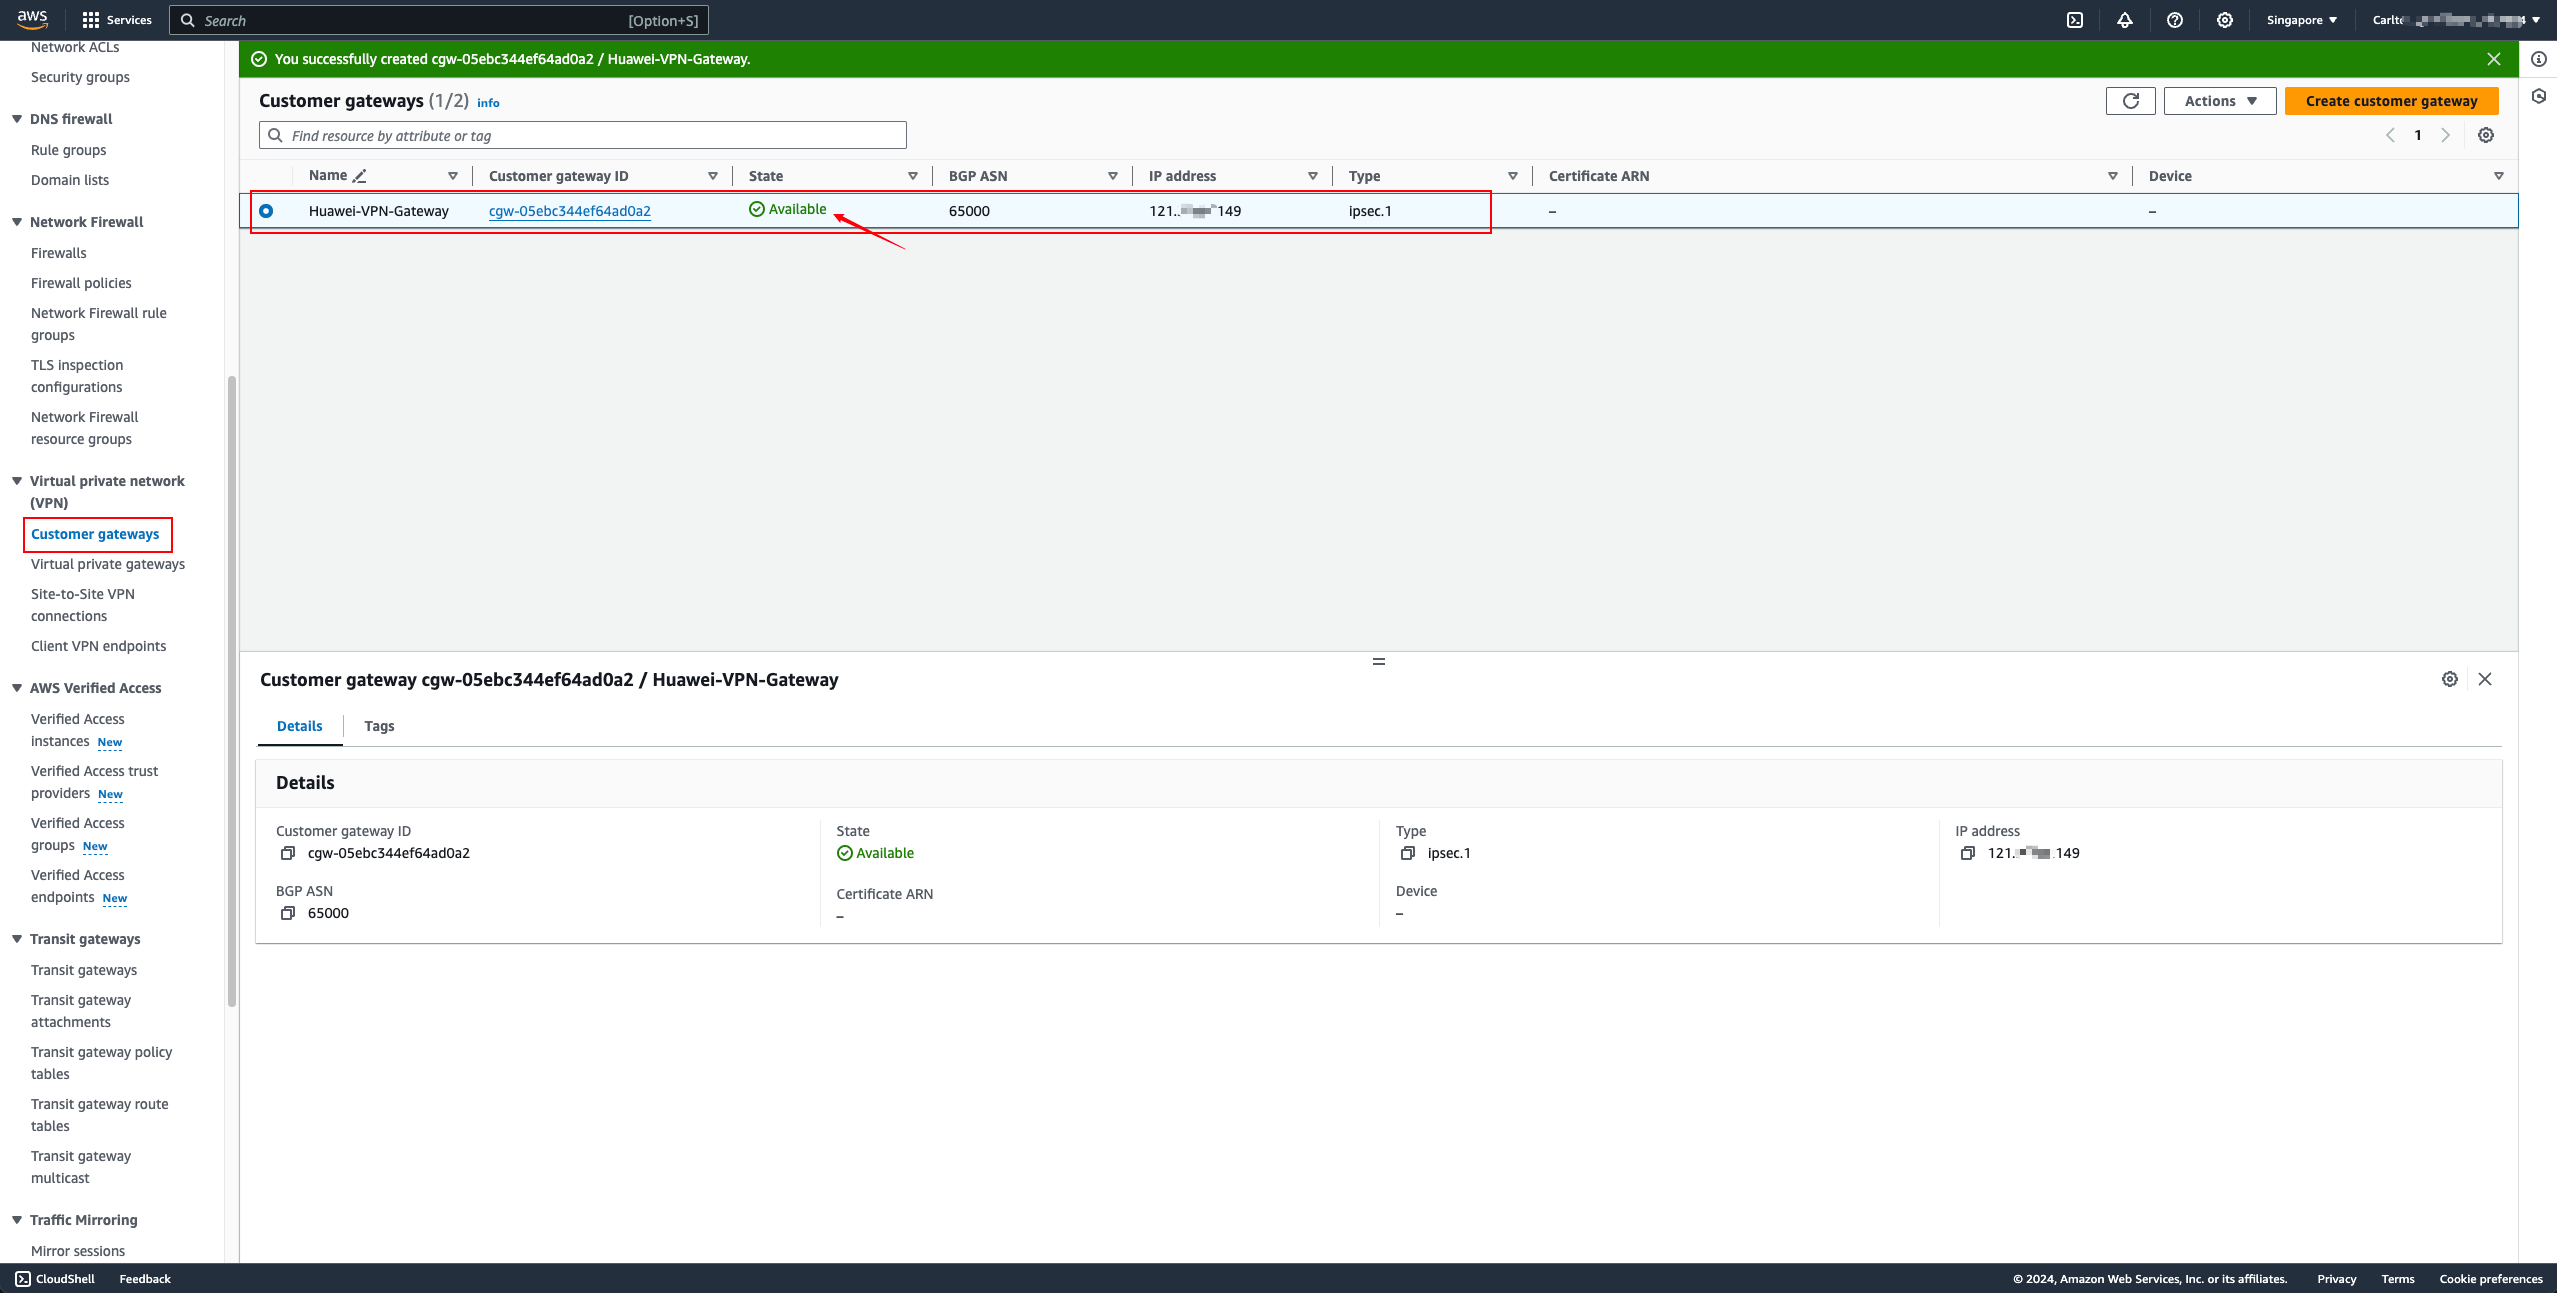 aws
Services
Search
[Option+S]
Singapore
Network ACLs
Security groups
DNS firewall
Rule groups
Domain lists
Network Firewall
Firewalls
Firewall policies
Network Firewall rule
groups
TLS inspection
configurations
Network Firewall
resource groups
Virtual private network
(VPN)
Customer gateways
Virtual private gateways
Site-to-Site VPN
connections
Client VPN endpoints
AWS Verified Access
Verified Access
instances New
Verified Access trust
providers New
Verified Access
groups New
Verified Access
endpoints New
Transit gateways
Transit gateways
Transit gateway
attachments
Transit gateway policy
tables
Transit gateway route
tables
Transit gateway
multicast
Traffic Mirroring
Mirror sessions
You successfully created cgw-05ebc344ef64ad0a2 / Huawei-VPN-Gateway.
Customer gateways (1/2) info
Actions
Create customer gateway
Find resource by attribute or tag
1
Name Customer gateway ID State BGP ASN IP address Type Certificate ARN Device
Huawei-VPN-Gateway cgw-05ebc344ef64ad0a2 Available 65000 121. 149 ipsec.1 – –
Customer gateway cgw-05ebc344ef64ad0a2 / Huawei-VPN-Gateway
Details Tags
Details
Customer gateway ID
cgw-05ebc344ef64ad0a2
State
Available
Type
ipsec.1
IP address
121. .149
BGP ASN
65000
Certificate ARN
–
Device
–
CloudShell Feedback
© 2024, Amazon Web Services, Inc. or its affiliates. Privacy Terms Cookie preferences